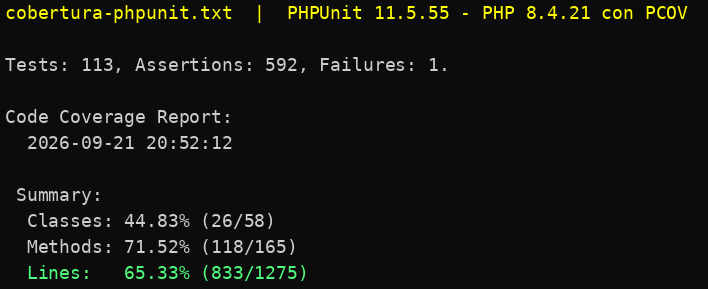 cobertura-phpunit.txt  |  PHPUnit 11.5.55 - PHP 8.4.21 con PCOV
Tests: 113, Assertions: 592, Failures: 1.
Code Coverage Report:
2026-09-21 20:52:12
Summary:
Classes: 44.83% (26/58)
Methods: 71.52% (118/165)
Lines:   65.33% (833/1275)